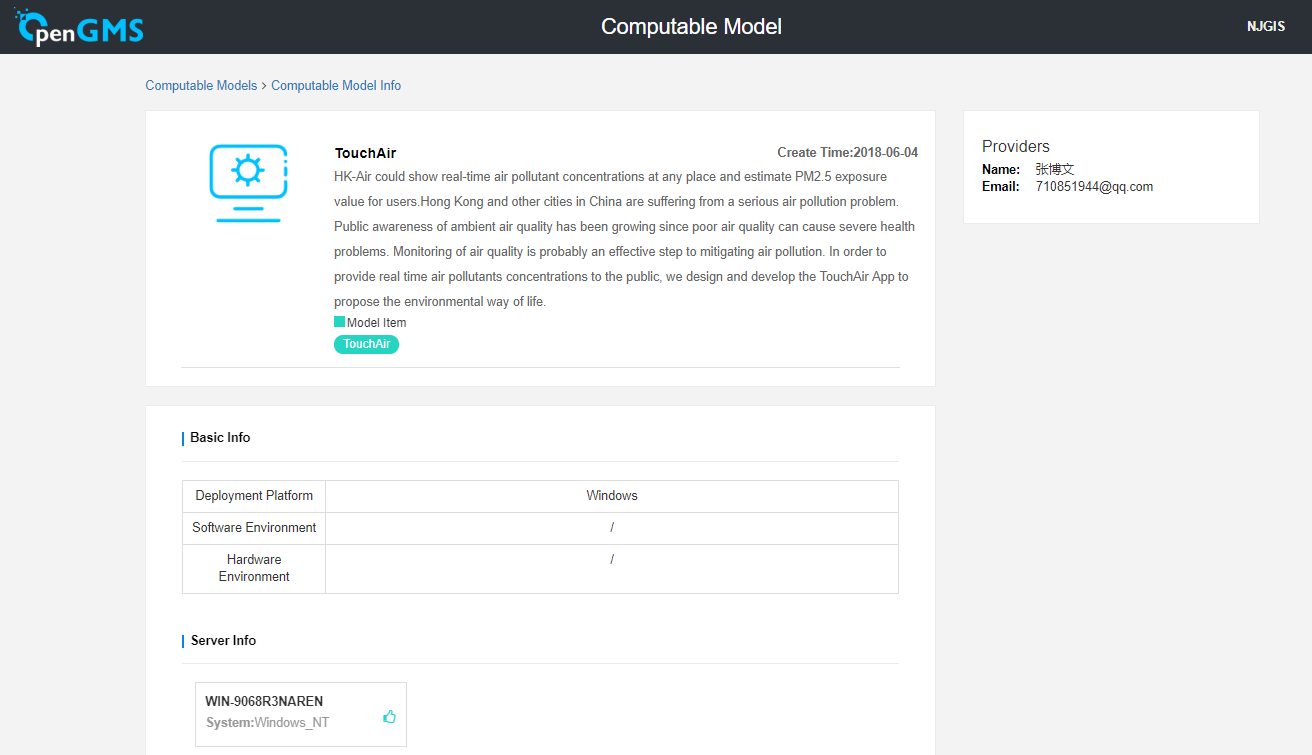 OpenGMS
Computable Model
NJGIS
Computable Models > Computable Model Info
TouchAir
Create Time:2018-06-04
HK-Air could show real-time air pollutant concentrations at any place and estimate PM2.5 exposure
value for users.Hong Kong and other cities in China are suffering from a serious air pollution problem.
Public awareness of ambient air quality has been growing since poor air quality can cause severe health
problems. Monitoring of air quality is probably an effective step to mitigating air pollution. In order to
provide real time air pollutants concentrations to the public, we design and develop the TouchAir App to
propose the environmental way of life.
Model Item
TouchAir
Providers
Name: 张博文
Email: 710851944@qq.com
Basic Info
Deployment Platform Windows
Software Environment /
Hardware /
Environment
Server Info
WIN-9068R3NAREN
System:Windows_NT